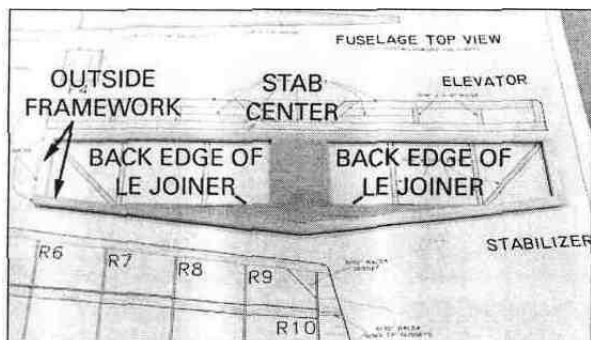 FUSELAGE TOP VIEW
OUTSIDE
FRAMEWORK
STAB
CENTER
ELEVATOR
BACK EDGE OF
LE JOINER
BACK EDGE OF
LE JOINER
STABILIZER
R6
R7
R8
R9
R10